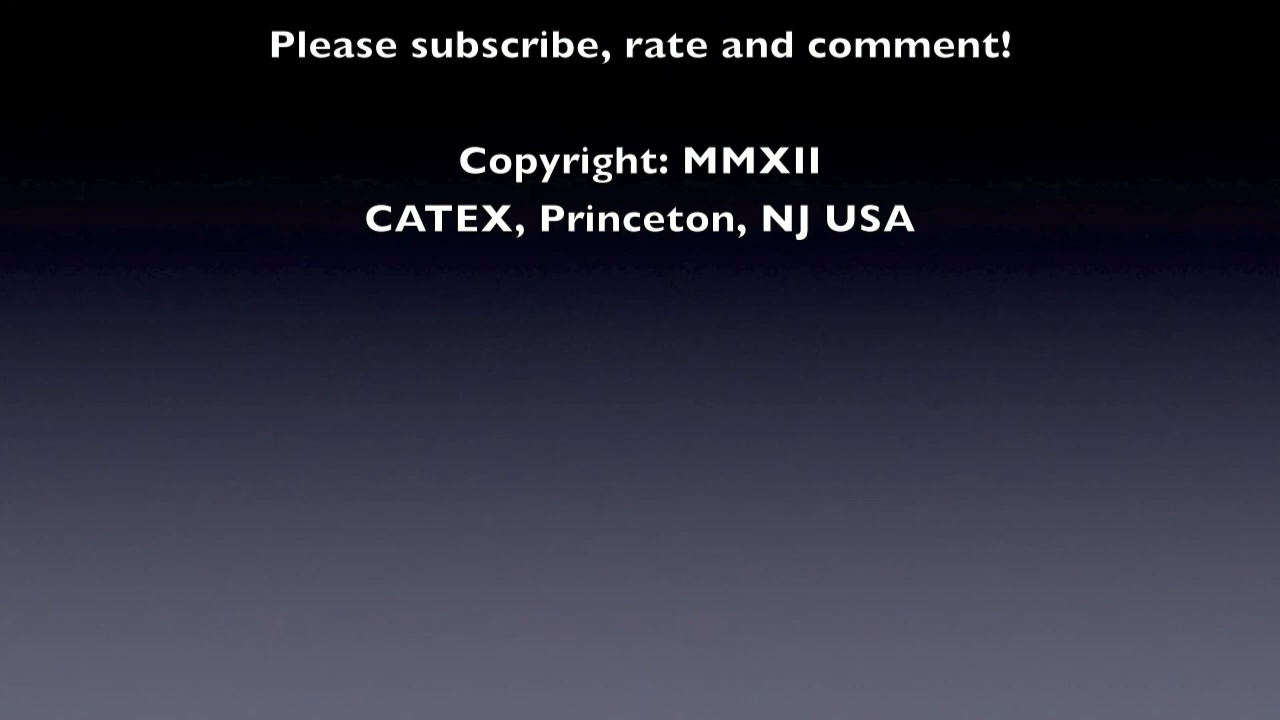 Please subscribe, rate and comment!
Copyright: MMXII
CATEX, Princeton, NJ USA